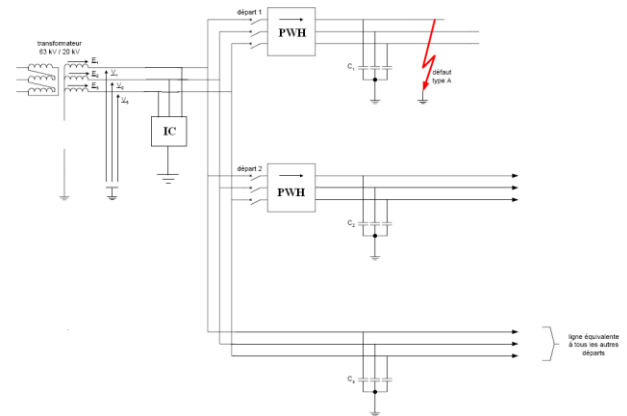 départ 1
transformateur
63 kV / 20 kV
PWH
E₁
E₂
E₃
V₁
V₂
V₃
C₁
défaut
type A
IC
départ 2
PWH
C₂
ligne équivalente
à tous les autres
départs